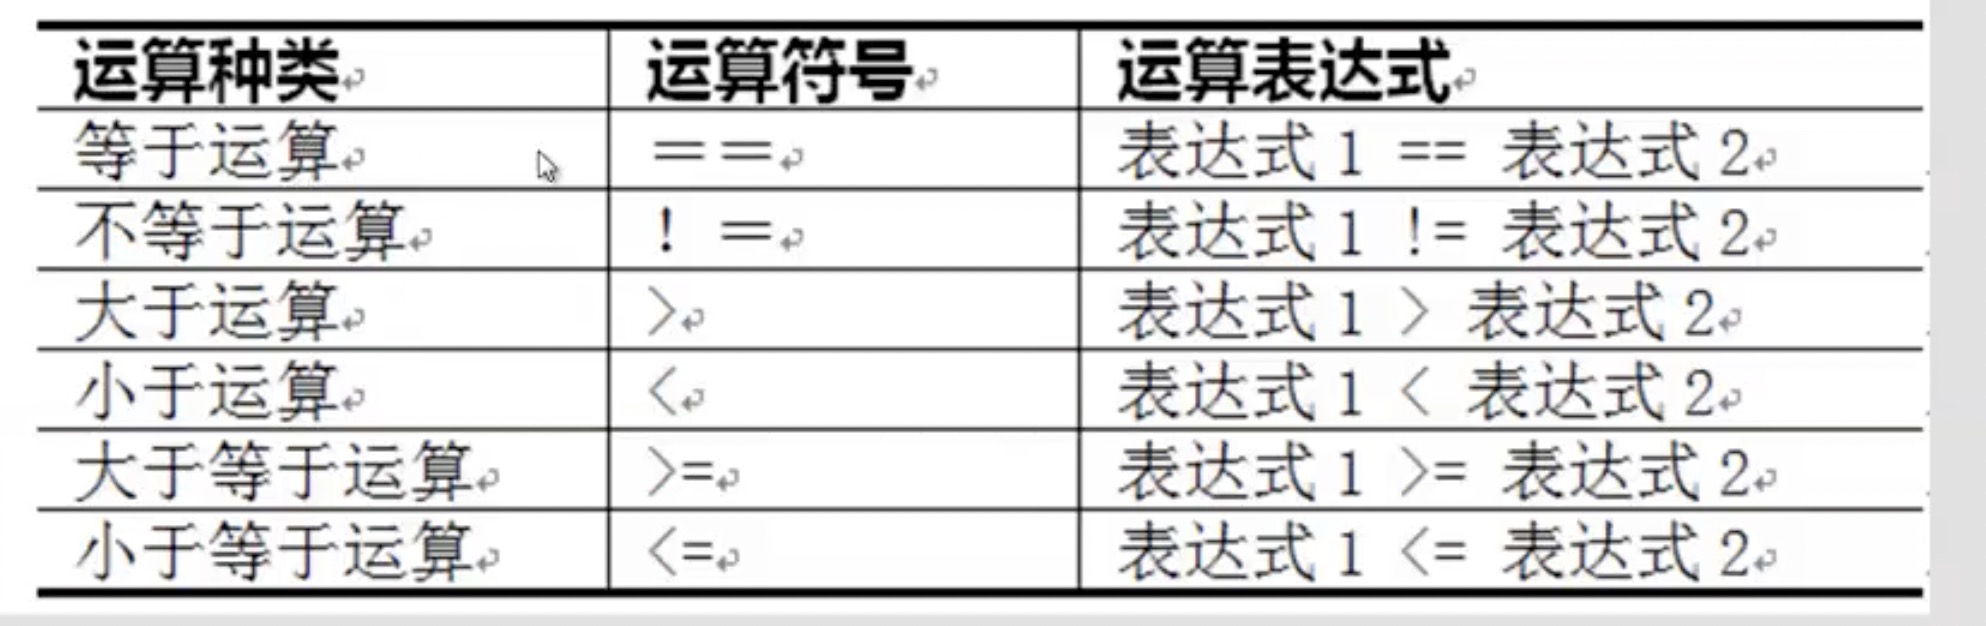 运算种类 运算符号 运算表达式
等于运算 == 表达式1 == 表达式2
不等于运算 ! = 表达式1 != 表达式2
大于运算 > 表达式1 > 表达式2
小于运算 < 表达式1 < 表达式2
大于等于运算 >= 表达式1 >= 表达式2
小于等于运算 <= 表达式1 <= 表达式2